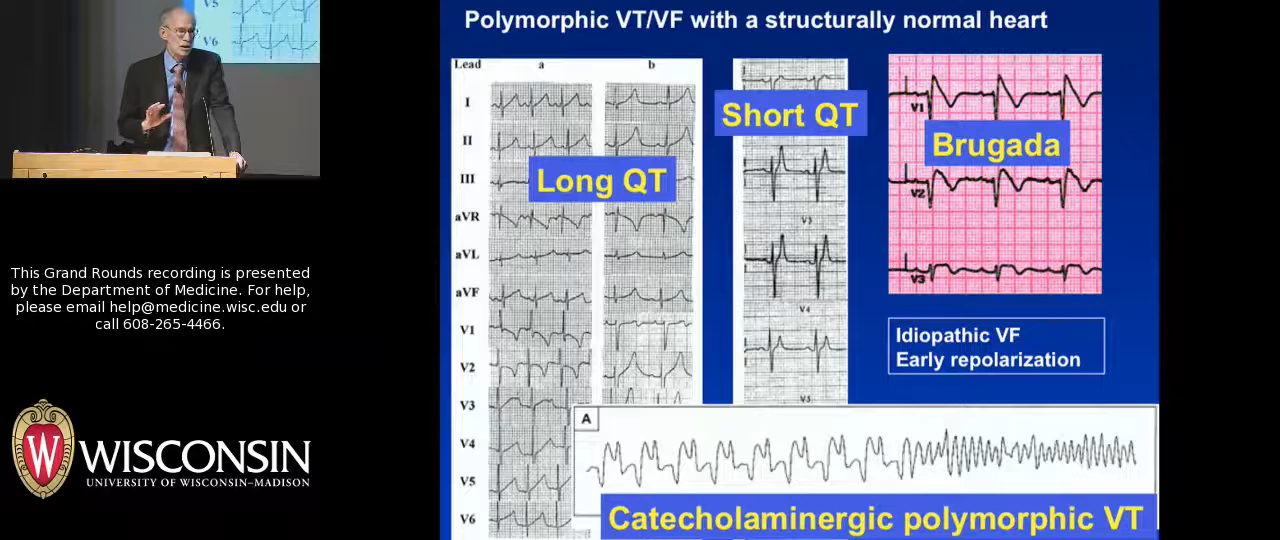 V5
V6
This Grand Rounds recording is presented
by the Department of Medicine. For help,
please email help@medicine.wisc.edu or
call 608-265-4466.
W
WISCONSIN
UNIVERSITY OF WISCONSIN–MADISON
Polymorphic VT/VF with a structurally normal heart
Lead a b
I
II
III
aVR
aVL
aVF
V1
V2
V3
V4
V5
V6
Long QT
Short QT
V3
V4
V5
V1
Brugada
V2
V3
Idiopathic VF
Early repolarization
A
Catecholaminergic polymorphic VT